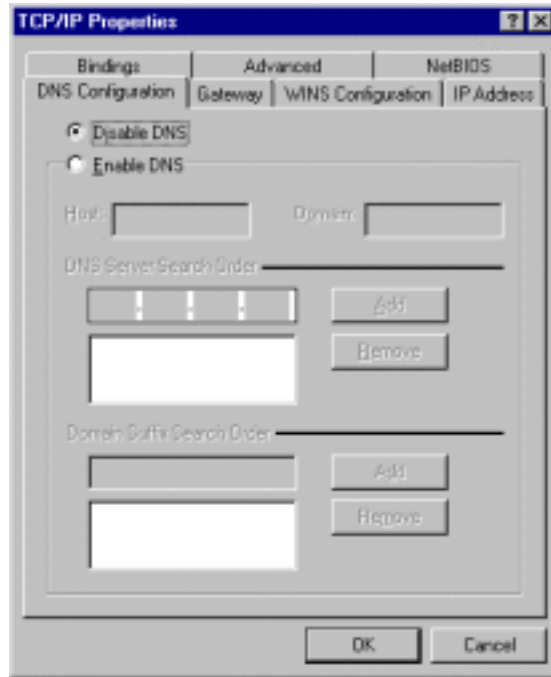 TCP/IP Properties
Bindings Advanced NetBIOS
DNS Configuration Gateway WINS Configuration IP Address
Disable DNS
Enable DNS
Host: Domain:
DNS Server Search Order
Add
Remove
Domain Suffix Search Order
Add
Remove
OK Cancel